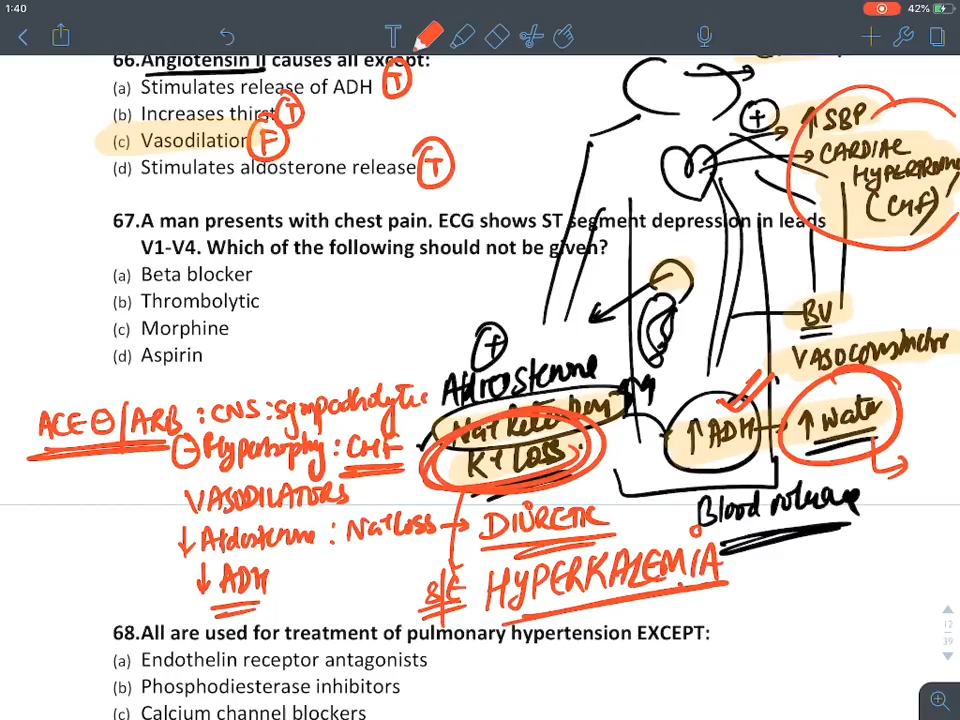 1:40
42%
66.Angiotensin II causes all except:
(a) Stimulates release of ADH T
(b) Increases thirst T
(c) Vasodilation F
(d) Stimulates aldosterone release T
+
↑ SBP
CARDIAC
HYPERTROPHY
(CHF)
67.A man presents with chest pain. ECG shows ST segment depression in leads
V1-V4. Which of the following should not be given?
(a) Beta blocker
(b) Thrombolytic
(c) Morphine
(d) Aspirin
BV
VASOCONSTRICTOR
+
Aldosterone
Na+ Retention
K+ Loss
↑ ADH → ↑ Water
Blood volume
ACE⊖/ARB : CNS : Sympatholytic
⊖ Hypertrophy : CHF
VASODILATORS
↓ Aldosterone : Na+ Loss → DIURETIC
↓ ADH
S/E HYPERKALEMIA
68.All are used for treatment of pulmonary hypertension EXCEPT:
(a) Endothelin receptor antagonists
(b) Phosphodiesterase inhibitors
(c) Calcium channel blockers
12
39